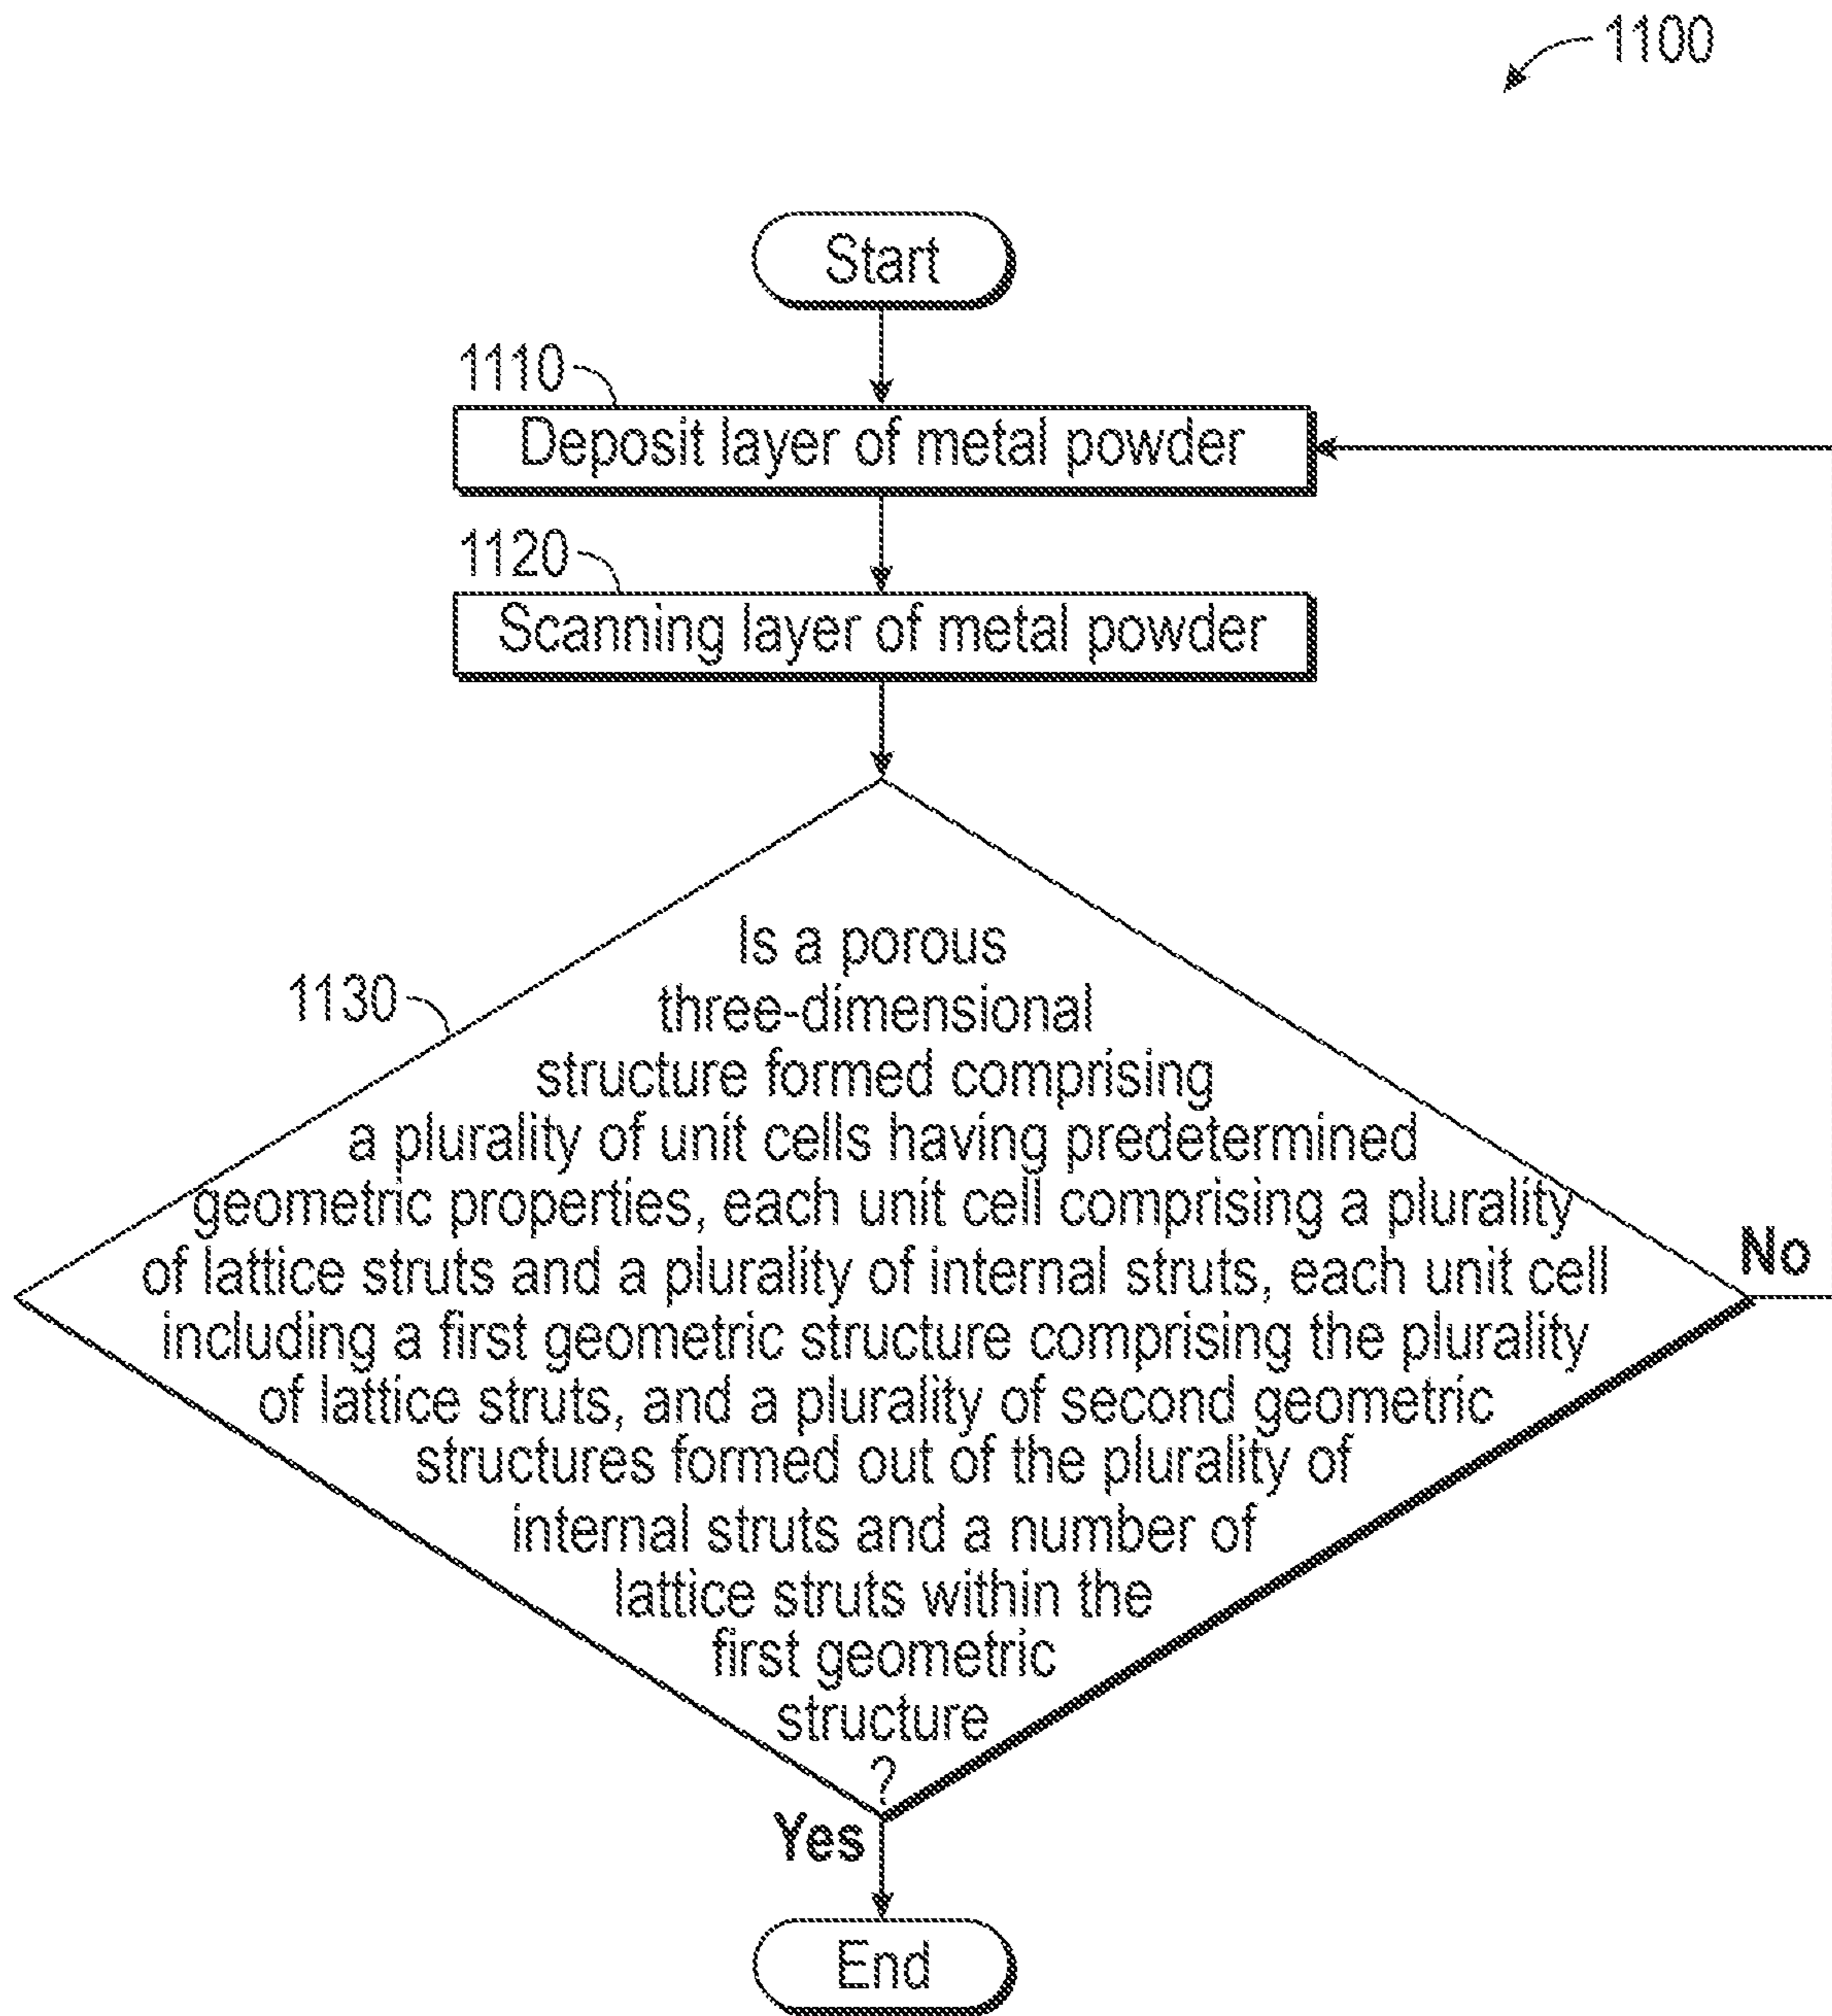 1100
Start
1110
Deposit layer of metal powder
1120
Scanning layer of metal powder
1130
Is a porous
three-dimensional
structure formed comprising
a plurality of unit cells having predetermined
geometric properties, each unit cell comprising a plurality
of lattice struts and a plurality of internal struts, each unit cell
including a first geometric structure comprising the plurality
of lattice struts, and a plurality of second geometric
structures formed out of the plurality of
internal struts and a number of
lattice struts within the
first geometric
structure
?
No
Yes
End